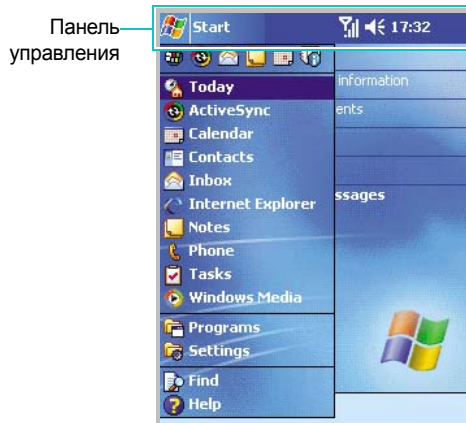 Панель
управления
Start 17:32
Today
information
ActiveSync
ents
Calendar
Contacts
Inbox
Internet Explorer
ssages
Notes
Phone
Tasks
Windows Media
Programs
Settings
Find
Help